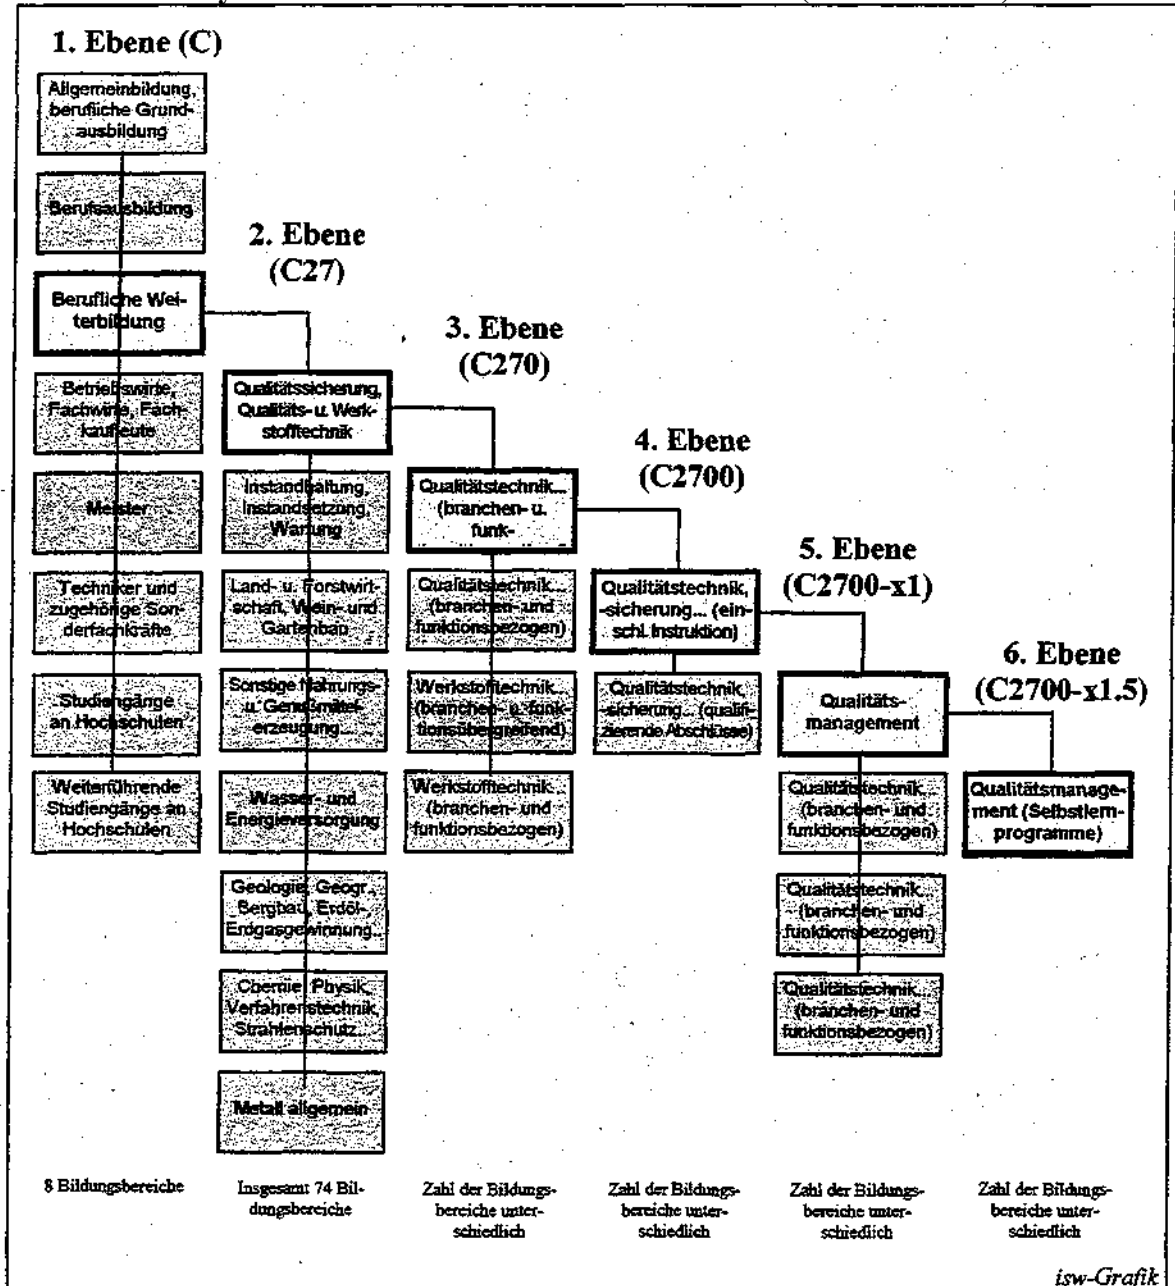 1. Ebene (C)
Allgemeinbildung,
berufliche Grund-
ausbildung
Berufsausbildung
Berufliche Wei-
terbildung
Betriebswirte,
Fachwirte, Fach-
kaufleute
Meister
Techniker und
zugehörige Son-
derfachkräfte
Studiengänge
an Hochschulen
Weiterführende
Studiengänge an
Hochschulen
8 Bildungsbereiche
2. Ebene
(C27)
Qualitätssicherung,
Qualitäts- u. Werk-
stofftechnik
Instandhaltung,
Instandsetzung,
Wartung
Land- u. Forstwirt-
schaft, Wein- und
Gartenbau
Sonstige Nahrungs-
u. Genußmittel-
erzeugung...
Wasser- und
Energieversorgung
Geologie, Geogr.,
Bergbau, Erdöl-
Erdgasgewinnung...
Chemie, Physik,
Verfahrenstechnik,
Strahlenschutz...
Metall allgemein
Insgesamt 74 Bil-
dungsbereiche
3. Ebene
(C270)
Qualitätstechnik...
(branchen- u.
funk-
Qualitätstechnik...
(branchen- und
funktionsbezogen)
Werkstofftechnik...
(branchen- u. funk-
tionsübergreifend)
Werkstofftechnik...
(branchen- und
funktionsbezogen)
Zahl der Bildungs-
bereiche unter-
schiedlich
4. Ebene
(C2700)
Qualitätstechnik,
-sicherung... (ein-
schl. Instruktion)
Qualitätstechnik,
-sicherung... (qualifi-
zierende Abschlüsse)
Zahl der Bildungs-
bereiche unter-
schiedlich
5. Ebene
(C2700-x1)
Qualitäts-
management
Qualitätstechnik...
(branchen- und
funktionsbezogen)
Qualitätstechnik...
(branchen- und
funktionsbezogen)
Qualitätstechnik...
(branchen- und
funktionsbezogen)
Zahl der Bildungs-
bereiche unter-
schiedlich
6. Ebene
(C2700-x1.5)
Qualitätsmanage-
ment (Selbstlern-
programme)
Zahl der Bildungs-
bereiche unter-
schiedlich
isw-Grafik